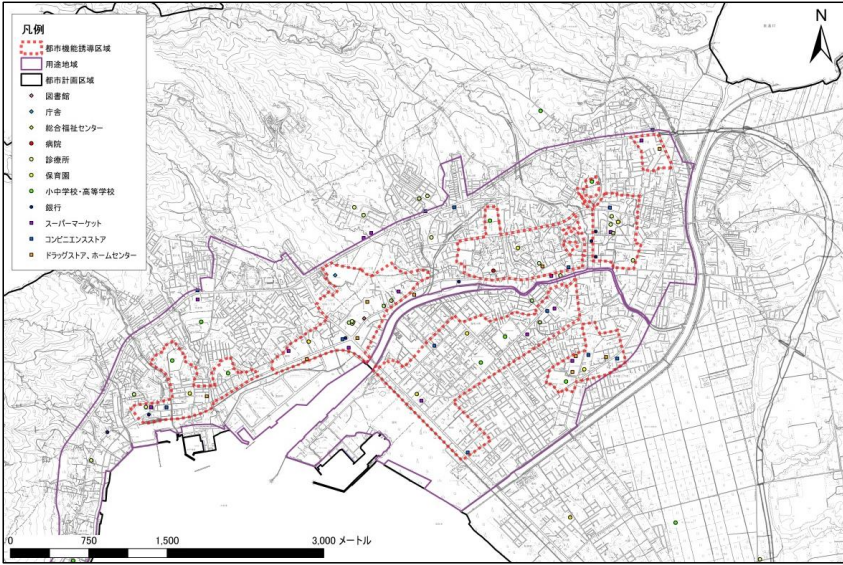 凡例
都市機能誘導区域
用途地域
都市計画区域
図書館
庁舎
総合福祉センター
病院
診療所
保育園
小中学校・高等学校
銀行
スーパーマーケット
コンビニエンスストア
ドラッグストア、ホームセンター
N
0 750 1,500 3,000 メートル